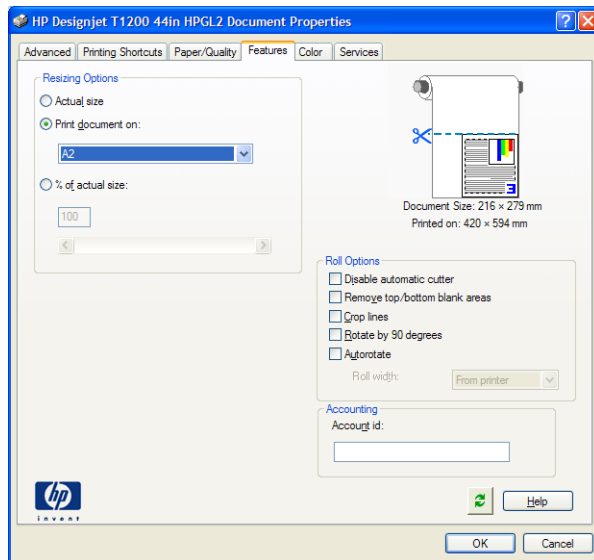 HP Designjet T1200 44in HPGL2 Document Properties
Advanced Printing Shortcuts Paper/Quality Features Color Services
Resizing Options
Actual size
Print document on:
A2
% of actual size:
100
3
Document Size: 216 × 279 mm
Printed on: 420 × 594 mm
Roll Options
Disable automatic cutter
Remove top/bottom blank areas
Crop lines
Rotate by 90 degrees
Autorotate
Roll width: From printer
Accounting
Account id:
hp
invent
Help
OK Cancel